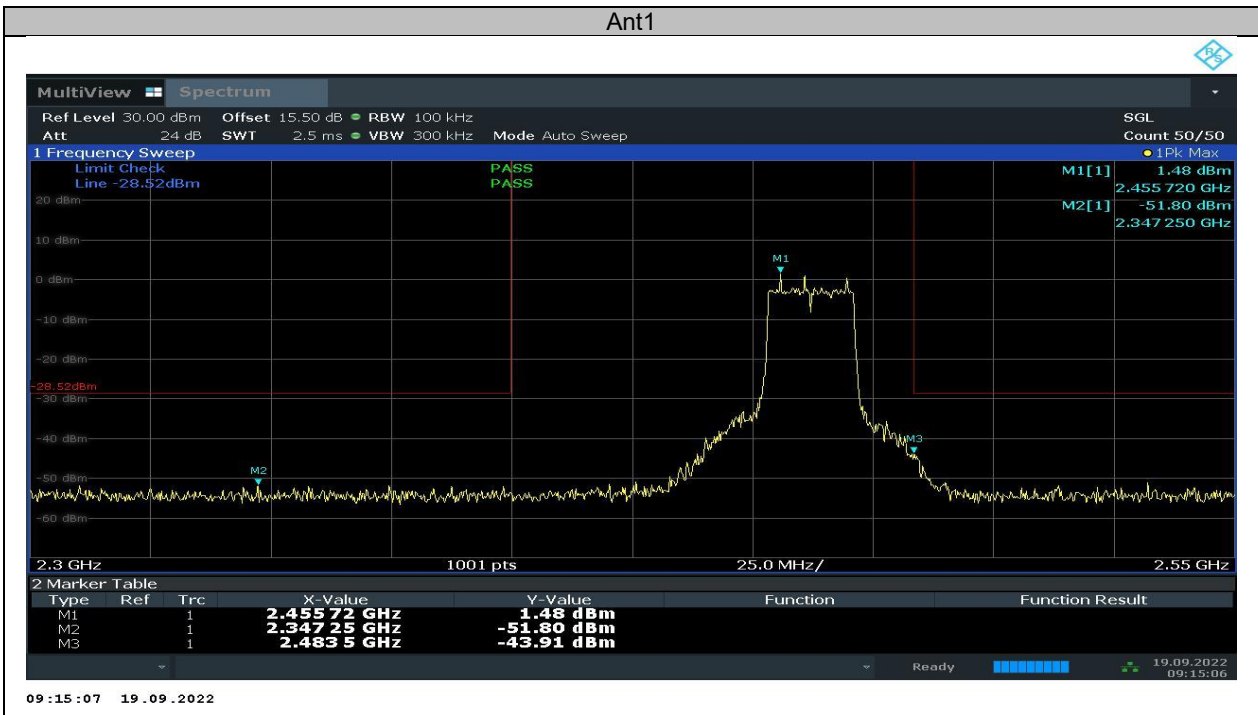 Ant1
R/S
MultiView Spectrum
Ref Level 30.00 dBm Offset 15.50 dB RBW 100 kHz SGL
Att 24 dB SWT 2.5 ms VBW 300 kHz Mode Auto Sweep Count 50/50
1 Frequency Sweep 1Pk Max
Limit Check PASS M1[1] 1.48 dBm
Line -28.52dBm PASS 2.455 720 GHz
20 dBm M2[1] -51.80 dBm
2.347 250 GHz
10 dBm
M1
0 dBm
-10 dBm
-20 dBm
-28.52dBm
-30 dBm
-40 dBm
M3
M2
-50 dBm
-60 dBm
2.3 GHz 1001 pts 25.0 MHz/ 2.55 GHz
2 Marker Table
Type Ref Trc X-Value Y-Value Function Function Result
M1 1 2.455 72 GHz 1.48 dBm
M2 1 2.347 25 GHz -51.80 dBm
M3 1 2.483 5 GHz -43.91 dBm
Ready 19.09.2022
09:15:06
09:15:07 19.09.2022